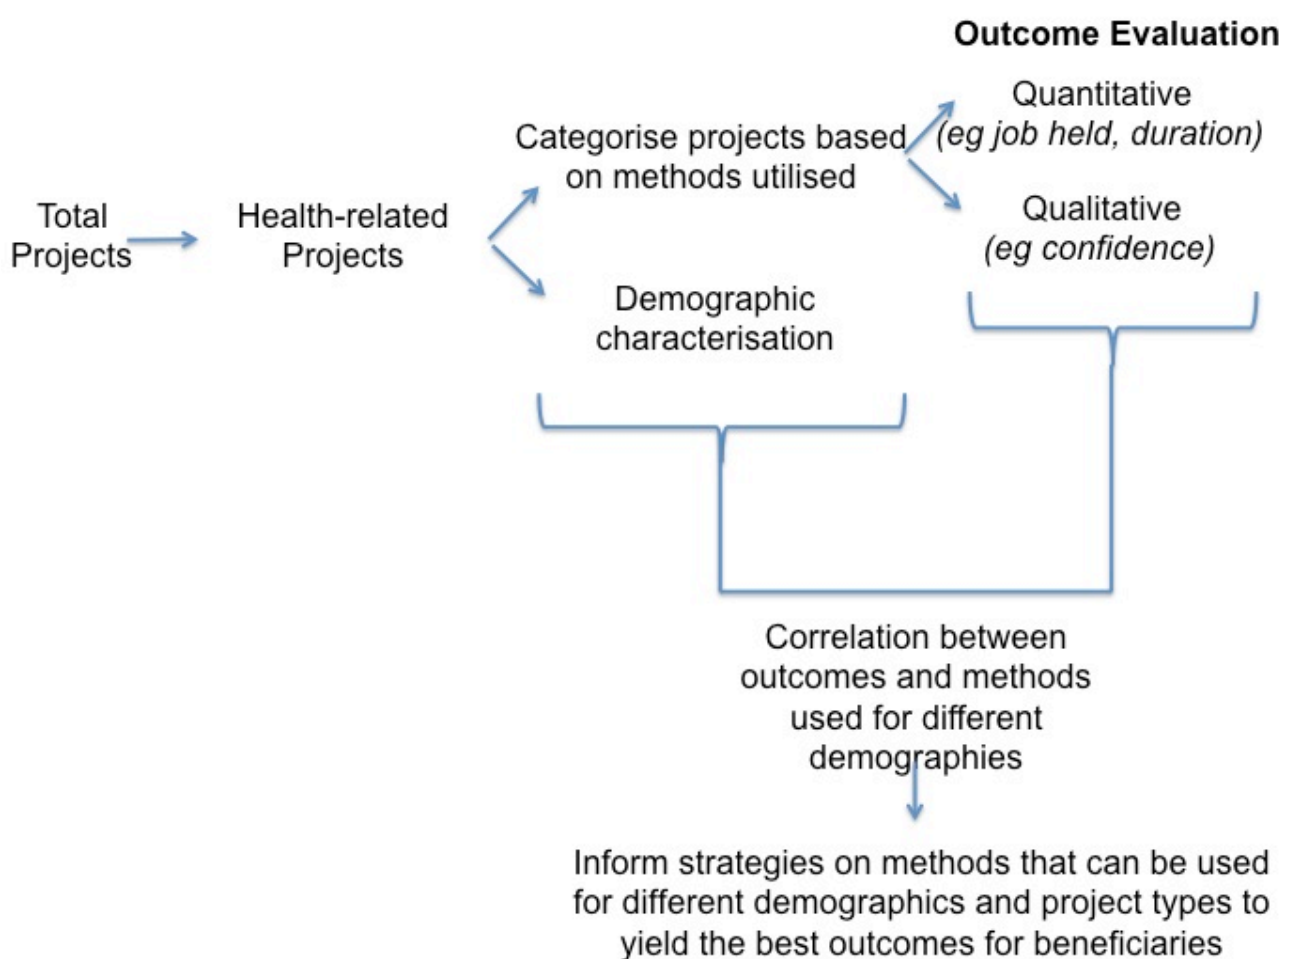 Outcome Evaluation
Quantitative
(eg job held, duration)
Categorise projects based
on methods utilised
Qualitative
(eg confidence)
Total
Projects
Health-related
Projects
Demographic
characterisation
Correlation between
outcomes and methods
used for different
demographies
Inform strategies on methods that can be used
for different demographics and project types to
yield the best outcomes for beneficiaries